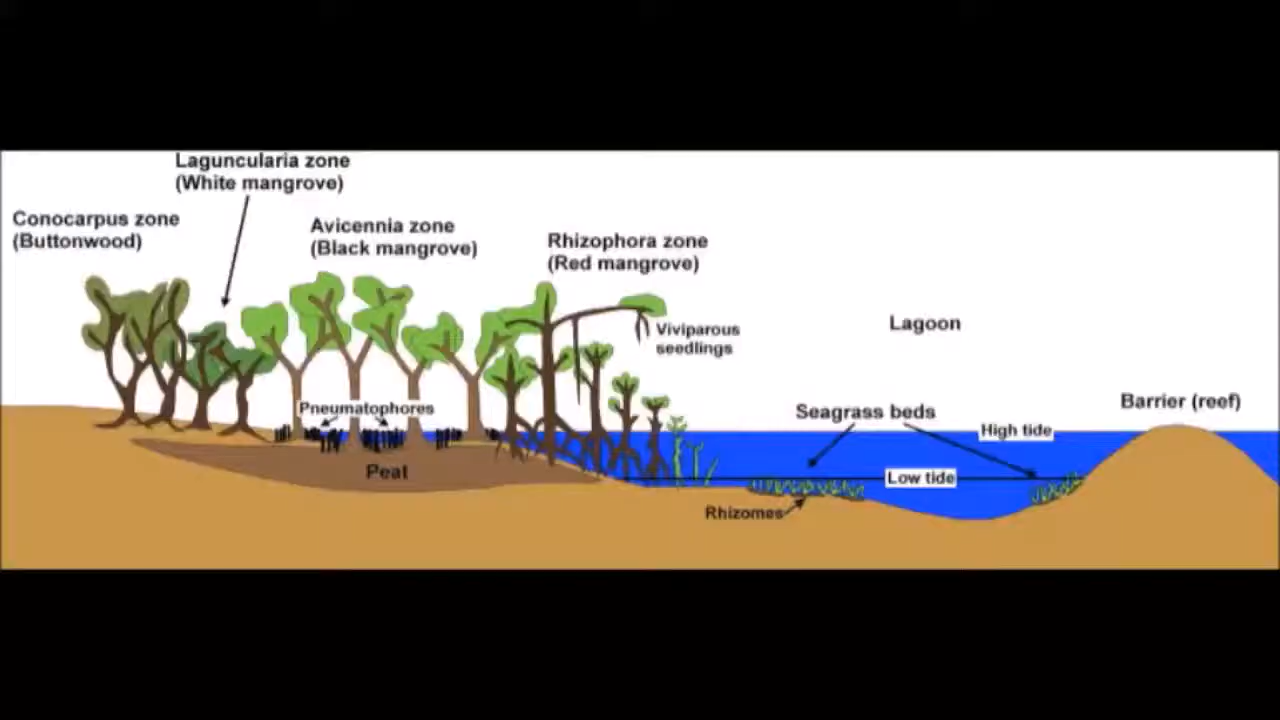 Laguncularia zone
(White mangrove)
Conocarpus zone
(Buttonwood)
Avicennia zone
(Black mangrove)
Rhizophora zone
(Red mangrove)
Viviparous
seedlings
Lagoon
Pneumatophores
Peat
Seagrass beds
Barrier (reef)
High tide
Low tide
Rhizomes